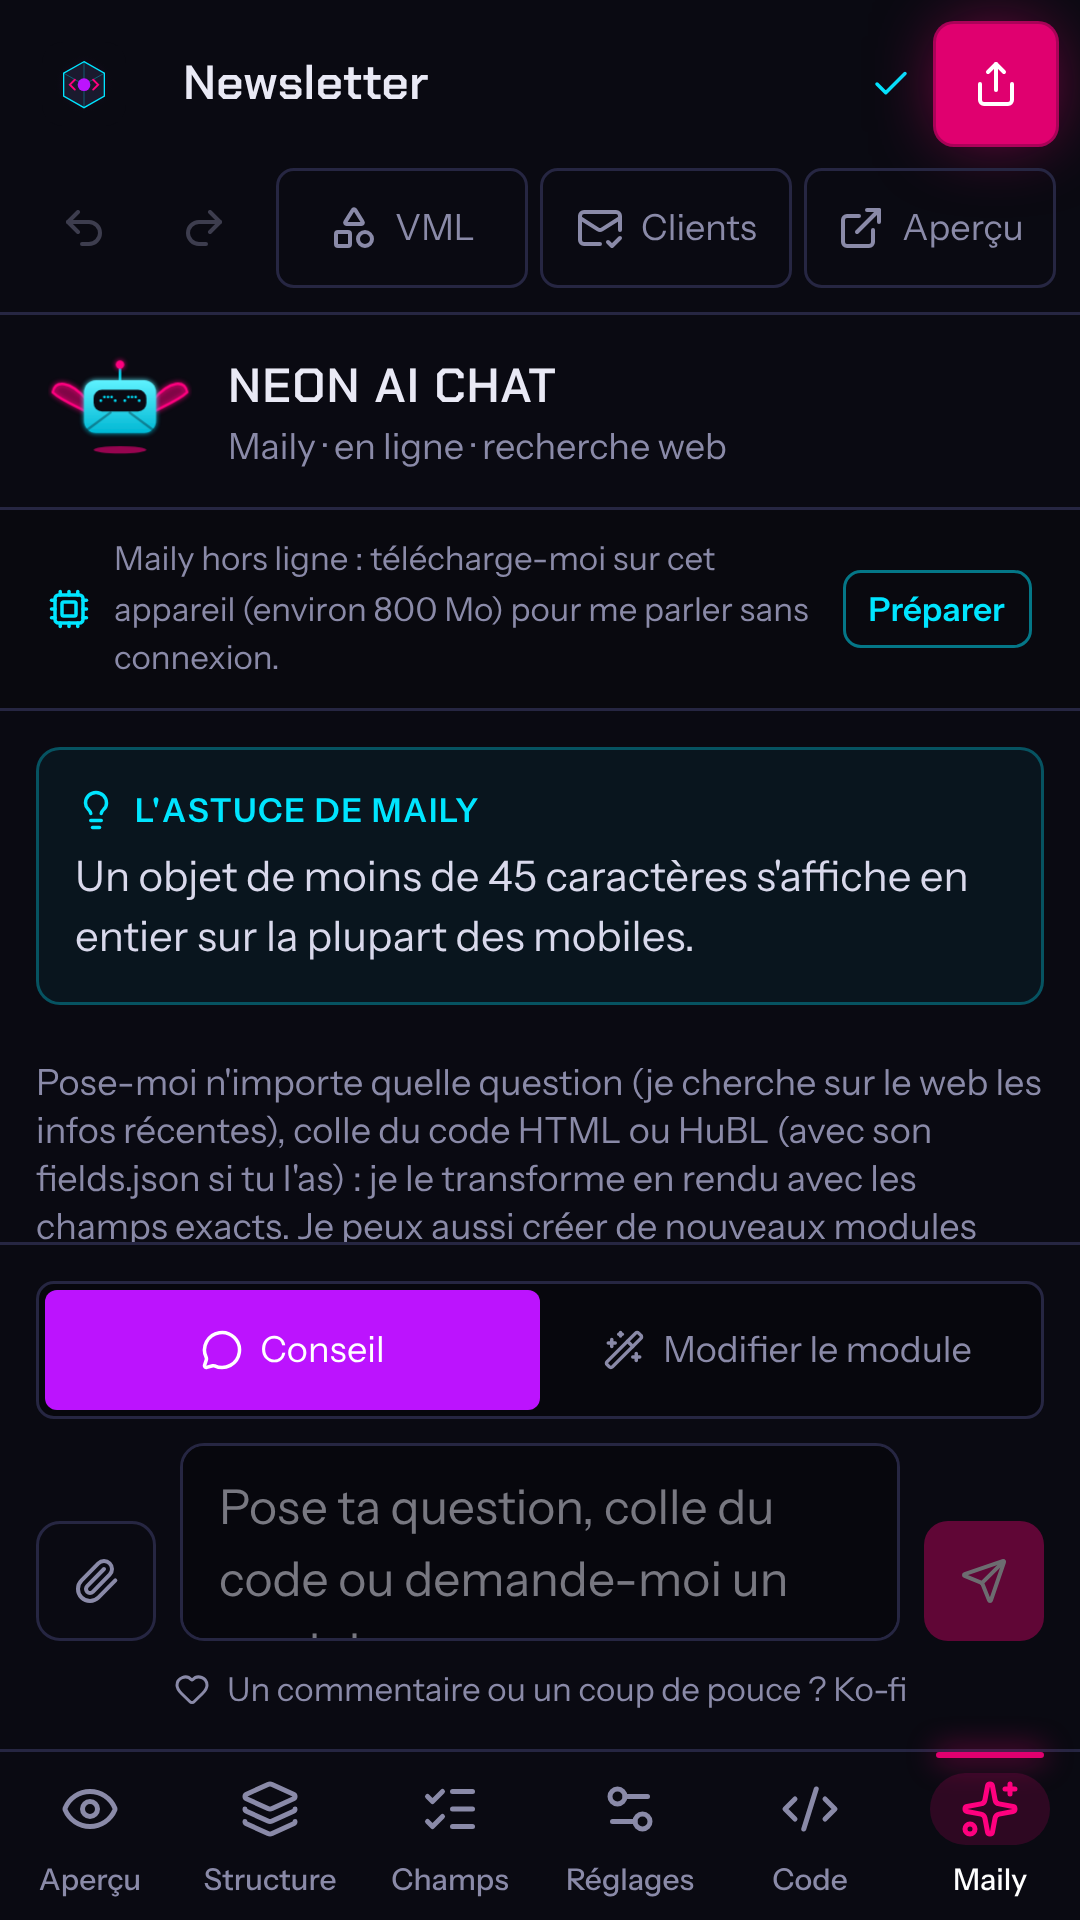 Newsletter
VML
Clients
Aperçu
NEON AI CHAT
Maily · en ligne · recherche web
Maily hors ligne : télécharge-moi sur cet
appareil (environ 800 Mo) pour me parler sans
connexion.
Préparer
L'ASTUCE DE MAILY
Un objet de moins de 45 caractères s'affiche en
entier sur la plupart des mobiles.
Pose-moi n'importe quelle question (je cherche sur le web les
infos récentes), colle du code HTML ou HuBL (avec son
fields.json si tu l'as) : je le transforme en rendu avec les
champs exacts. Je peux aussi créer de nouveaux modules
Conseil
Modifier le module
Pose ta question, colle du
code ou demande-moi un
Un commentaire ou un coup de pouce ? Ko-fi
Aperçu
Structure
Champs
Réglages
Code
Maily